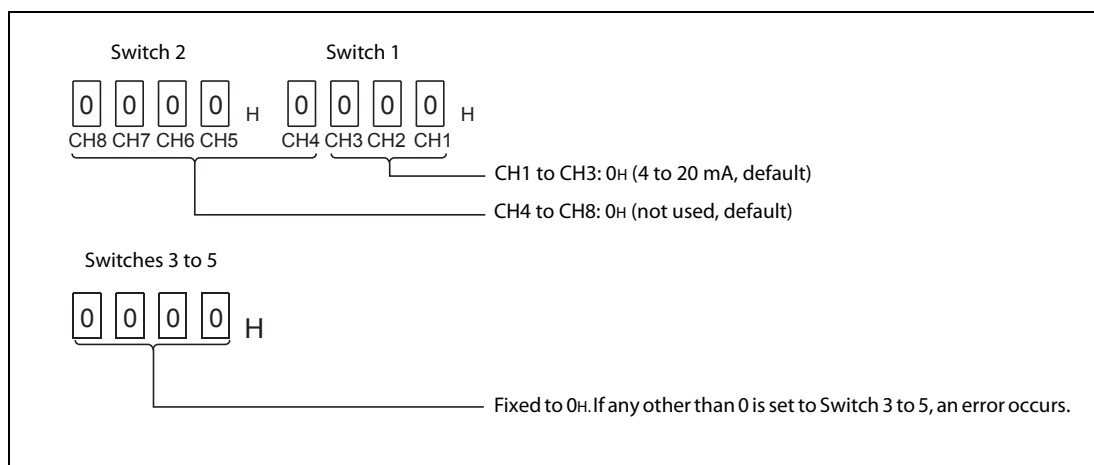 Switch 2 Switch 1
0 0 0 0 H 0 0 0 0 H
CH8 CH7 CH6 CH5 CH4 CH3 CH2 CH1
CH1 to CH3: 0H (4 to 20 mA, default)
CH4 to CH8: 0H (not used, default)
Switches 3 to 5
0 0 0 0 H
Fixed to 0H. If any other than 0 is set to Switch 3 to 5, an error occurs.